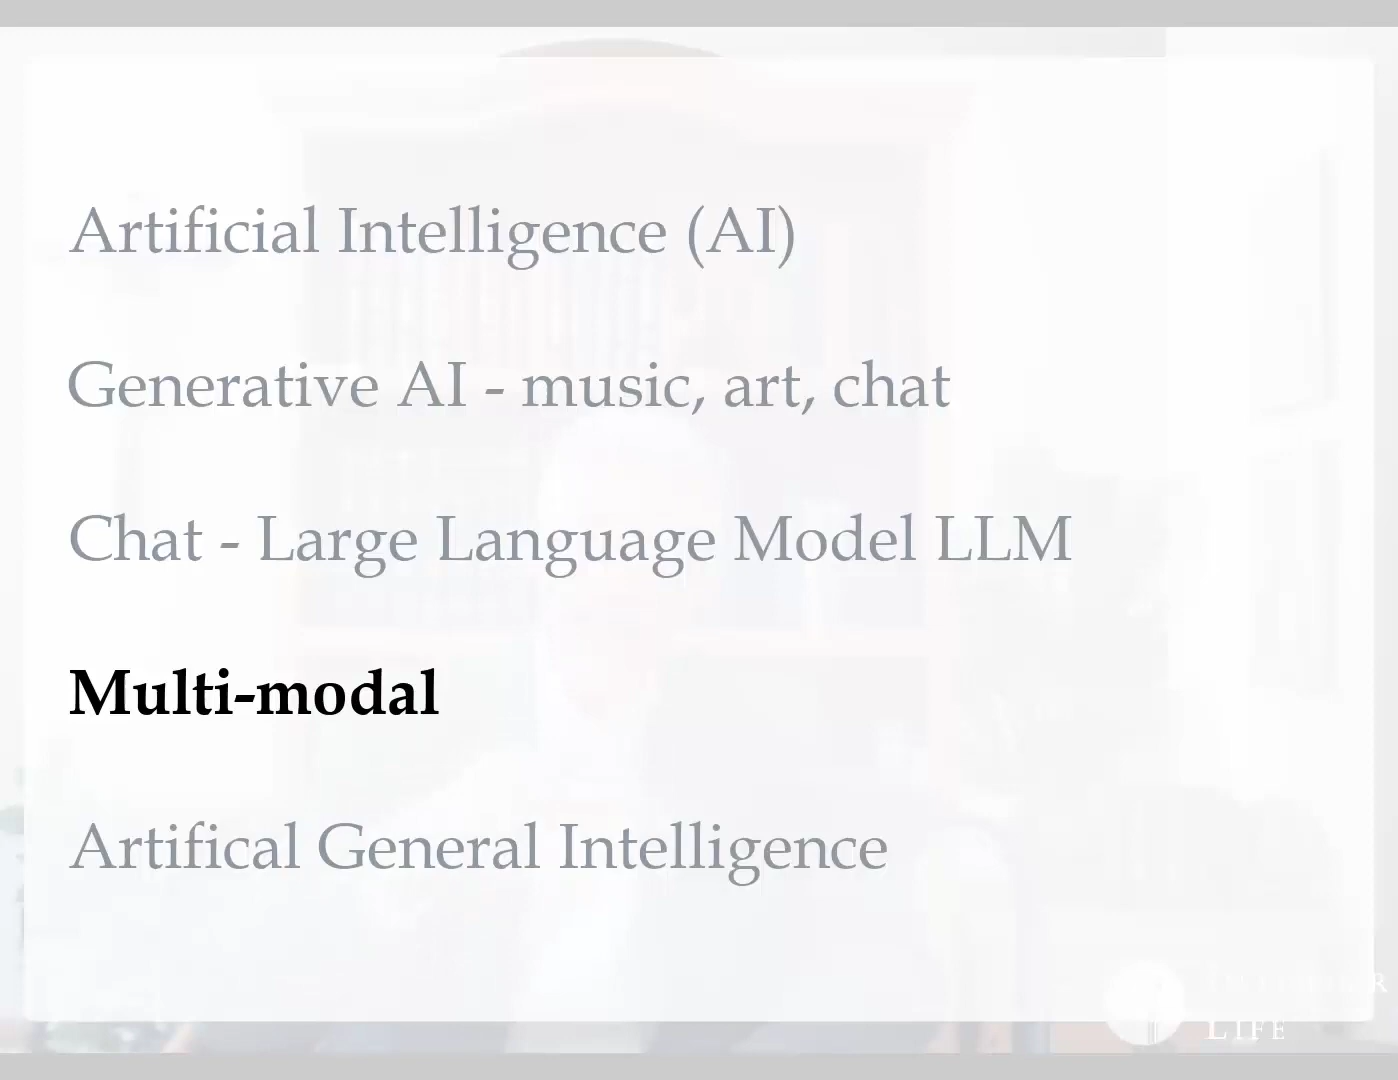 Artificial Intelligence (AI)
Generative AI - music, art, chat
Chat - Large Language Model LLM
Multi-modal
Artifical General Intelligence
LIFE